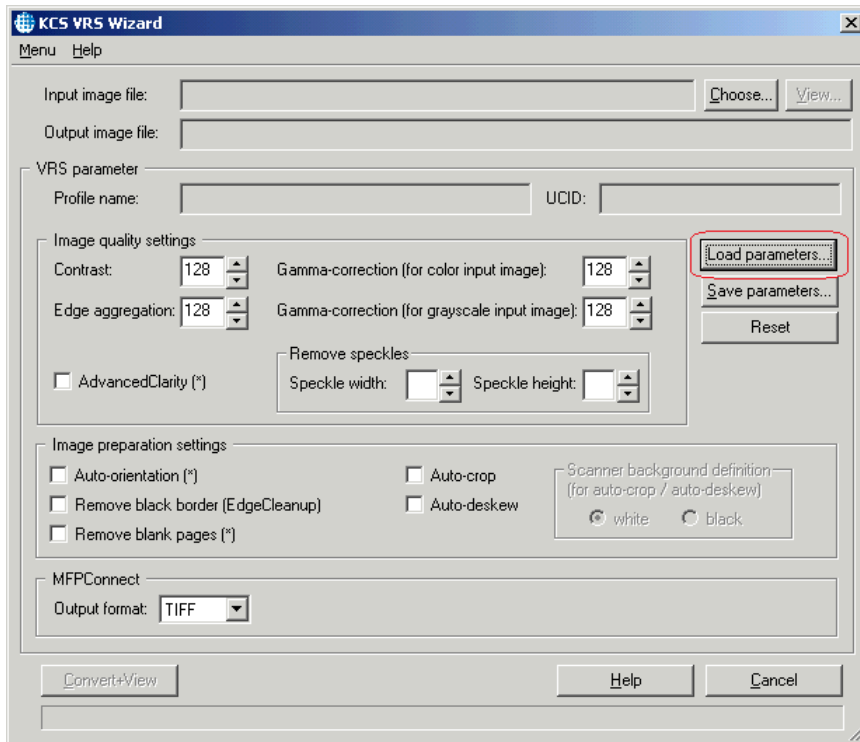 KCS VRS Wizard
Menu Help
Input image file: Choose... View...
Output image file:
VRS parameter
Profile name: UCID:
Image quality settings
Contrast: 128 Gamma-correction (for color input image): 128 Load parameters...
Edge aggregation: 128 Gamma-correction (for grayscale input image): 128 Save parameters...
Reset
Remove speckles
AdvancedClarity (*) Speckle width: Speckle height:
Image preparation settings
Auto-orientation (*) Auto-crop Scanner background definition
(for auto-crop / auto-deskew)
Remove black border (EdgeCleanup) Auto-deskew
white black
Remove blank pages (*)
MFPConnect
Output format: TIFF
Convert+View Help Cancel